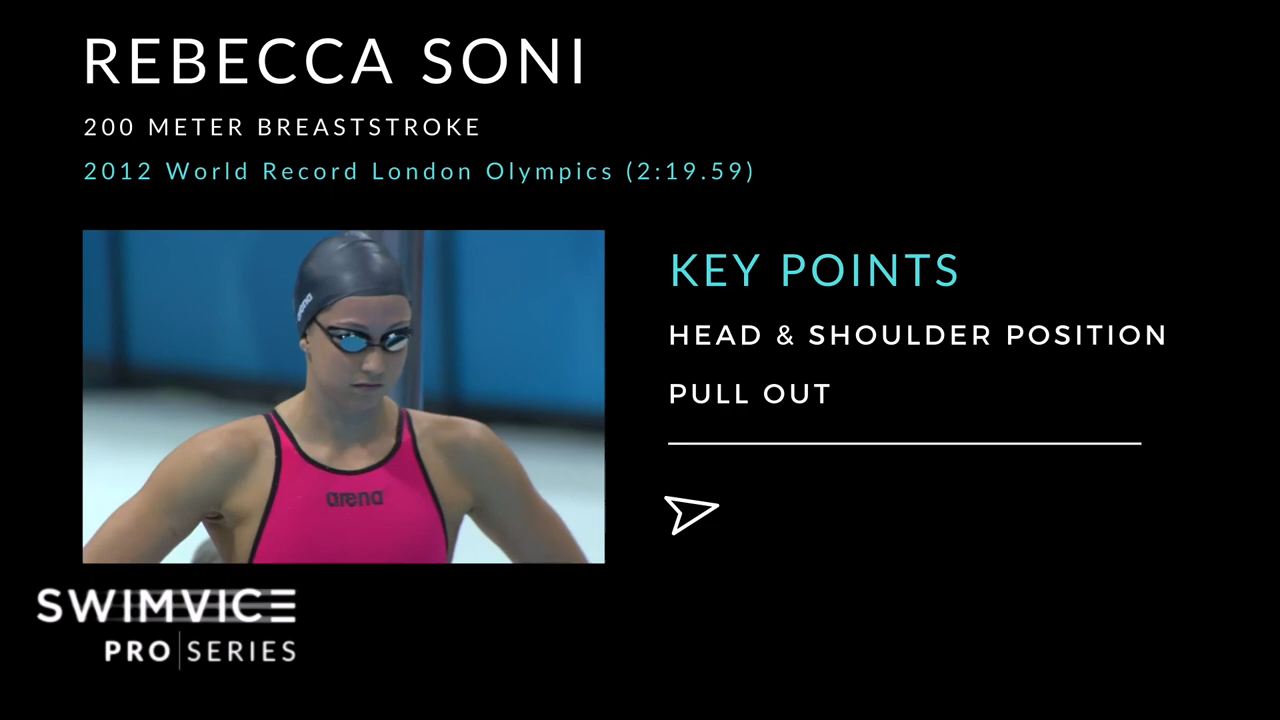 REBECCA SONI
200 METER BREASTSTROKE
2012 World Record London Olympics (2:19.59)
KEY POINTS
HEAD & SHOULDER POSITION
PULL OUT
arena
arena
SWIMVICE
PRO|SERIES